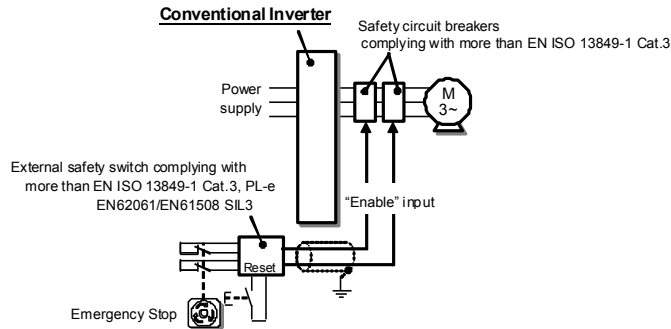 Conventional Inverter
Safety circuit breakers
complying with more than EN ISO 13849-1 Cat.3
Power
supply
M
3~
External safety switch complying with
more than EN ISO 13849-1 Cat.3, PL-e
EN62061/EN61508 SIL3
“Enable” input
Reset
Emergency Stop